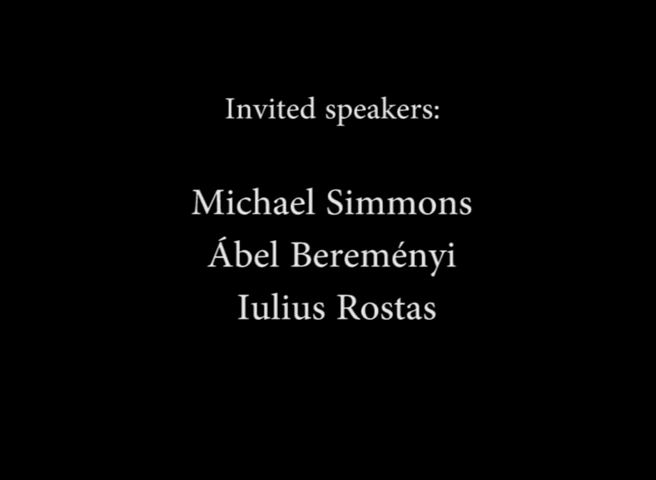 Invited speakers:
Michael Simmons
Ábel Bereményi
Iulius Rostas